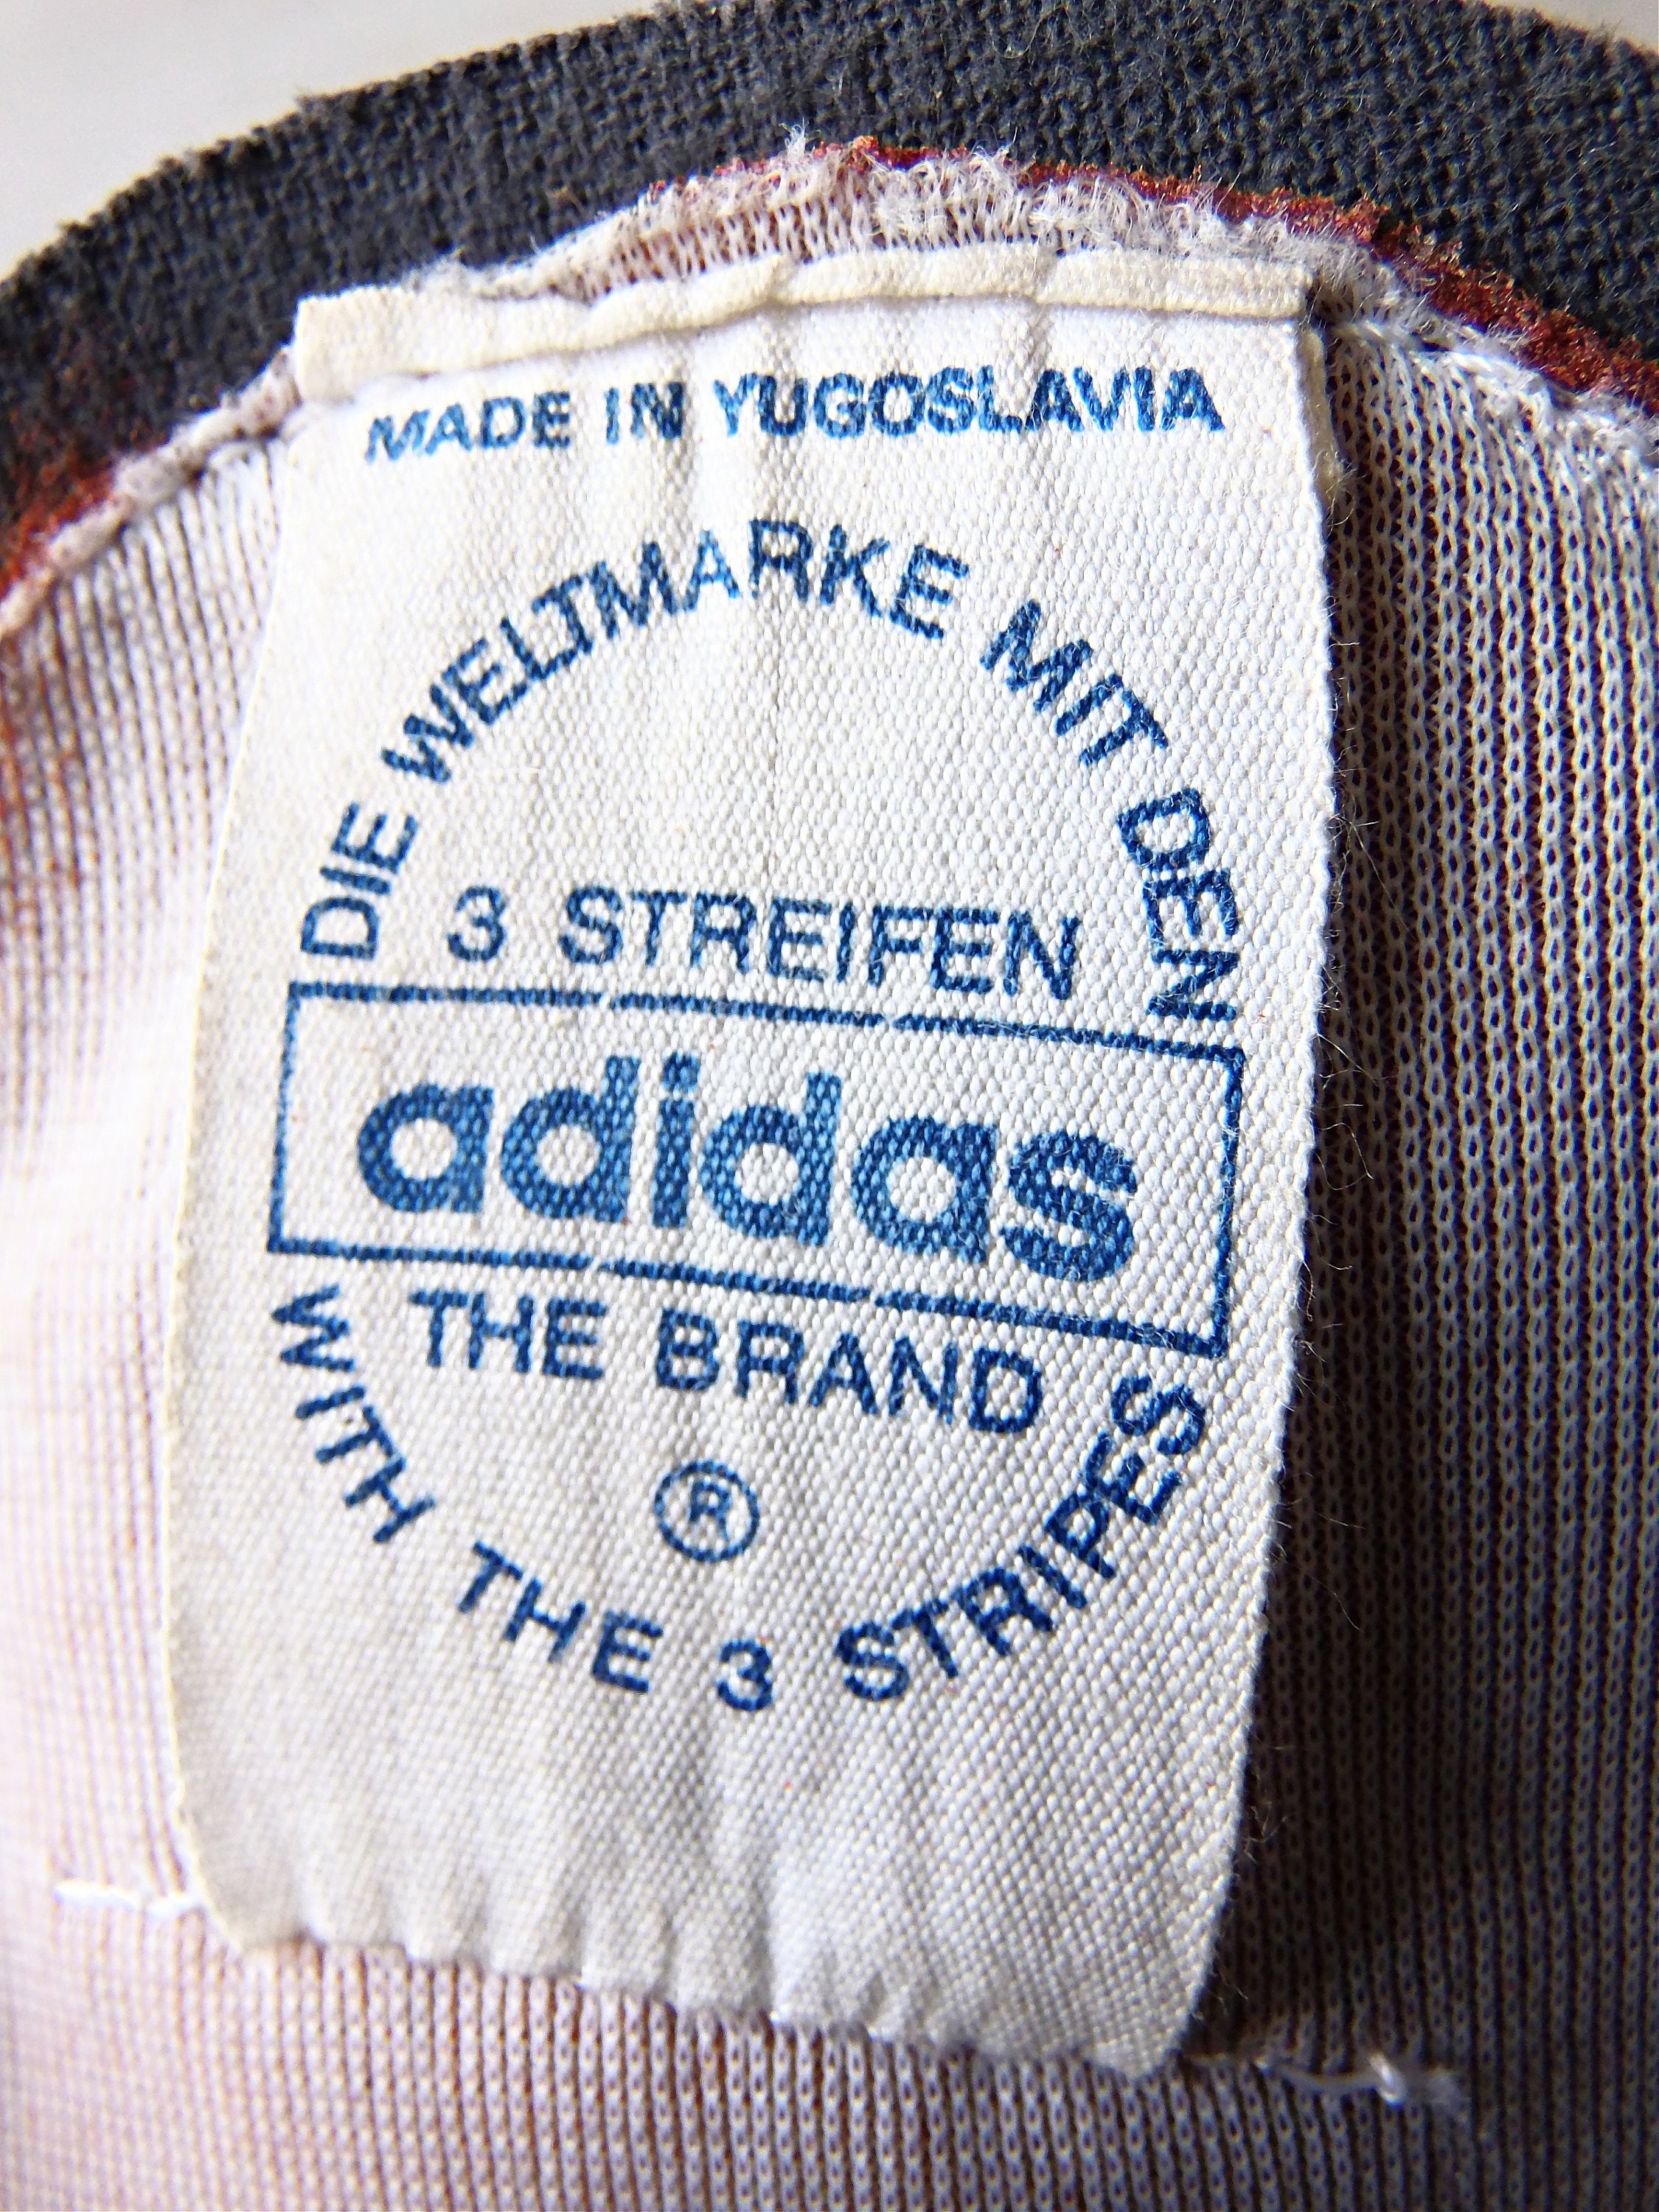 MADE IN YUGOSLAVIA
DIE WELTMARKE MIT DEN
3 STREIFEN
adidas
THE BRAND
®
WITH THE 3 STRIPES